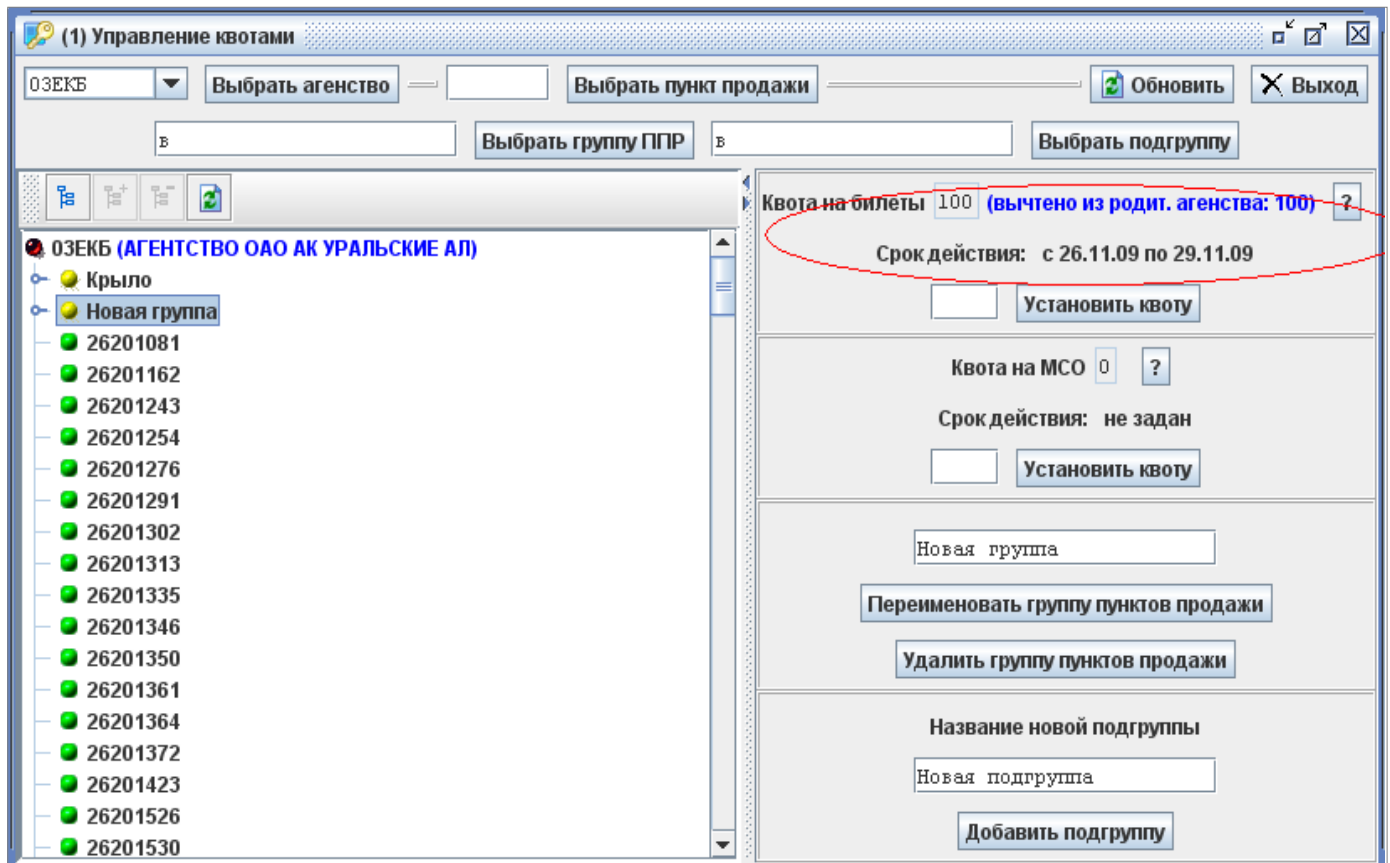 (1) Управление квотами
03ЕКБ Выбрать агенство Выбрать пункт продажи Обновить Выход
в Выбрать группу ППР в Выбрать подгруппу
03ЕКБ (АГЕНТСТВО ОАО АК УРАЛЬСКИЕ АЛ)
Крыло
Новая группа
26201081
26201162
26201243
26201254
26201276
26201291
26201302
26201313
26201335
26201346
26201350
26201361
26201364
26201372
26201423
26201526
26201530
Квота на билеты 100 (вычтено из родит. агенства: 100) ?
Срок действия: с 26.11.09 по 29.11.09
Установить квоту
Квота на МСО 0 ?
Срок действия: не задан
Установить квоту
Новая группа
Переименовать группу пунктов продажи
Удалить группу пунктов продажи
Название новой подгруппы
Новая подгруппа
Добавить подгруппу